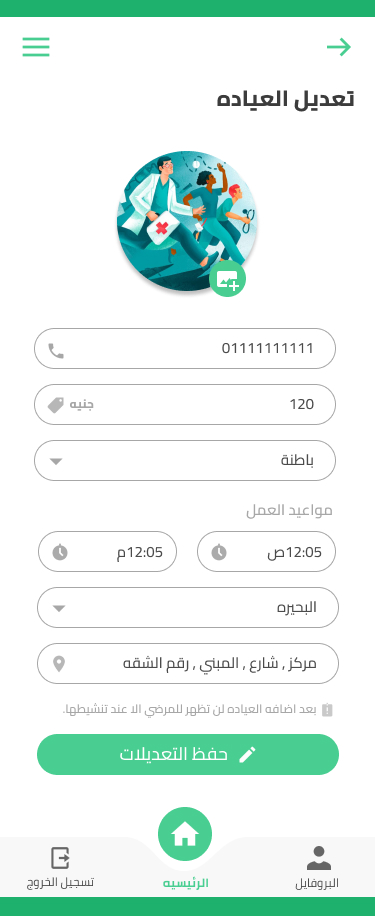 تعديل العياده
01111111111
120 جنيه
باطنة
مواعيد العمل
12:05ص 12:05م
البحيره
مركز , شارع , المبني , رقم الشقه
بعد اضافه العياده لن تظهر للمرضي الا عند تنشيطها.
حفظ التعديلات
البروفايل الرئيسيه تسجيل الخروج